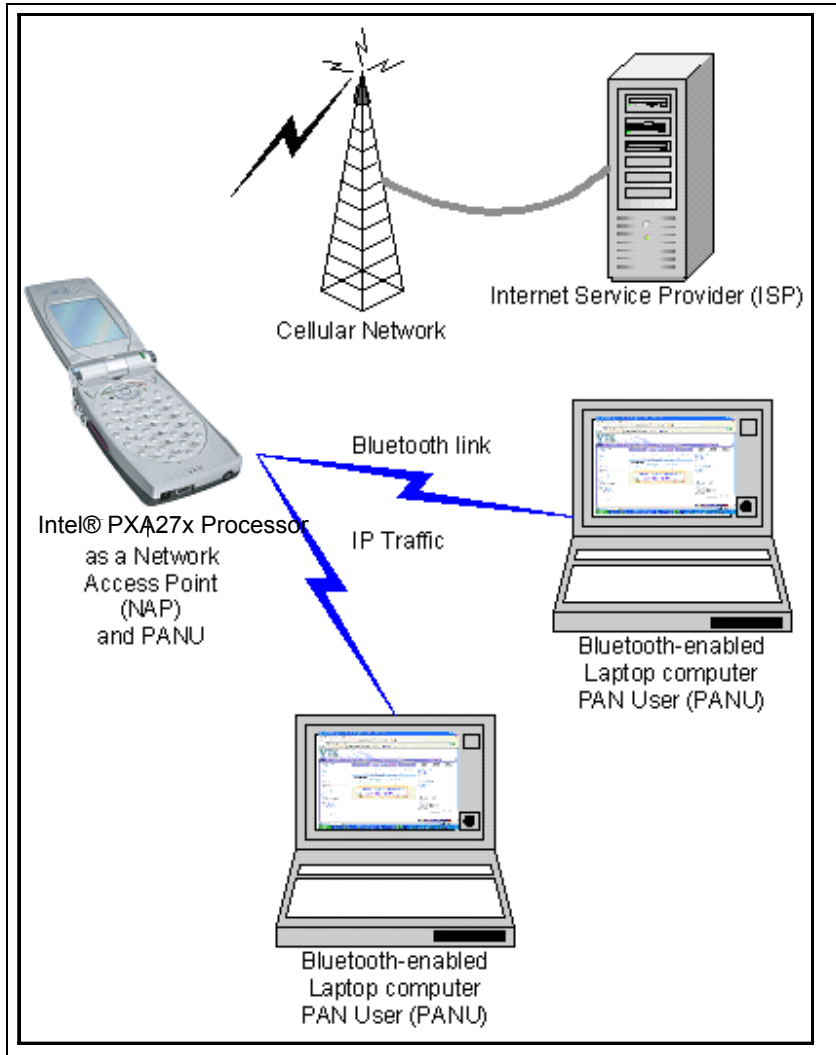 Cellular Network
Internet Service Provider (ISP)
Bluetooth link
IP Traffic
Intel® PXA27x Processor
as a Network
Access Point
(NAP)
and PANU
Bluetooth-enabled
Laptop computer
PAN User (PANU)
Bluetooth-enabled
Laptop computer
PAN User (PANU)